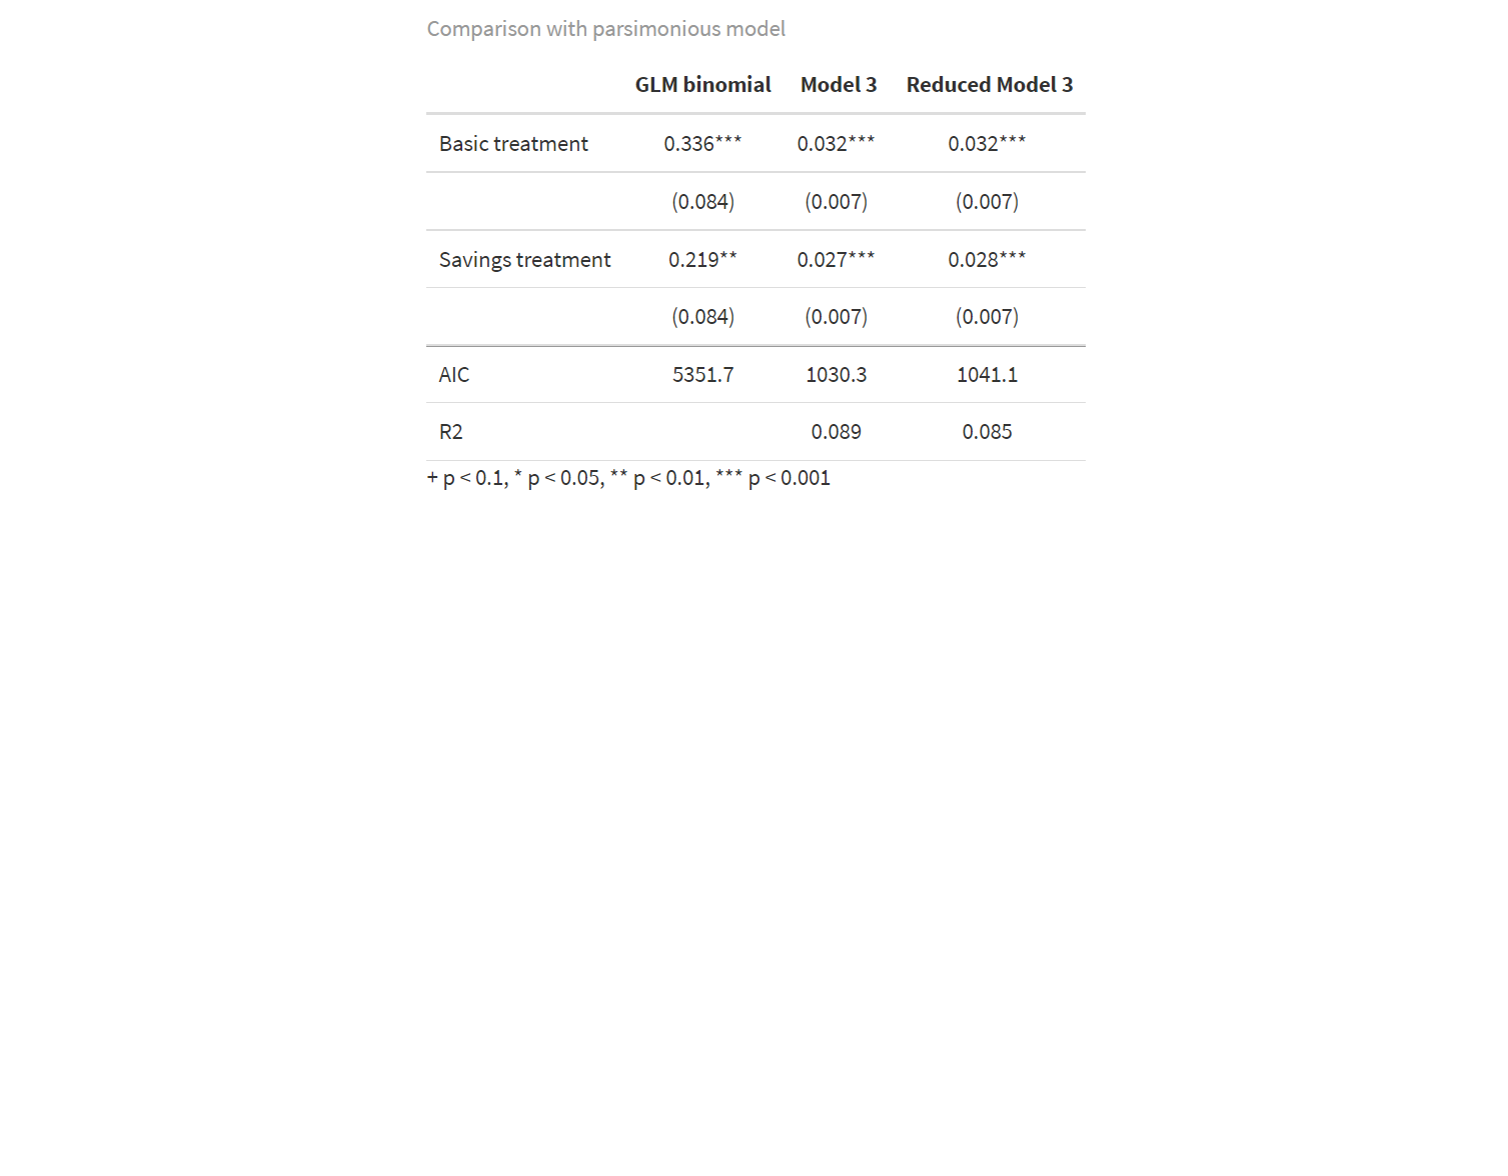 Comparison with parsimonious model
GLM binomial Model 3 Reduced Model 3
Basic treatment 0.336*** 0.032*** 0.032***
(0.084) (0.007) (0.007)
Savings treatment 0.219** 0.027*** 0.028***
(0.084) (0.007) (0.007)
AIC 5351.7 1030.3 1041.1
R2 0.089 0.085
+ p < 0.1, * p < 0.05, ** p < 0.01, *** p < 0.001